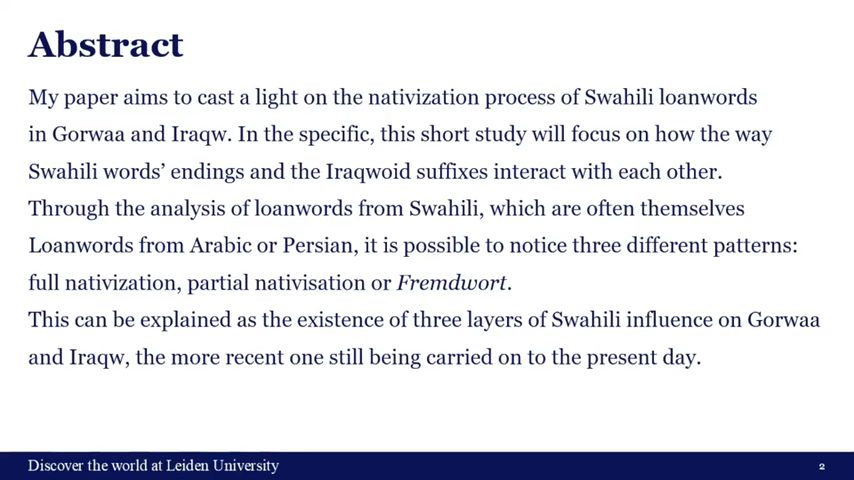 Abstract
My paper aims to cast a light on the nativization process of Swahili loanwords
in Gorwaa and Iraqw. In the specific, this short study will focus on how the way
Swahili words’ endings and the Iraqwoid suffixes interact with each other.
Through the analysis of loanwords from Swahili, which are often themselves
Loanwords from Arabic or Persian, it is possible to notice three different patterns:
full nativization, partial nativisation or Fremdwort.
This can be explained as the existence of three layers of Swahili influence on Gorwaa
and Iraqw, the more recent one still being carried on to the present day.
Discover the world at Leiden University
2